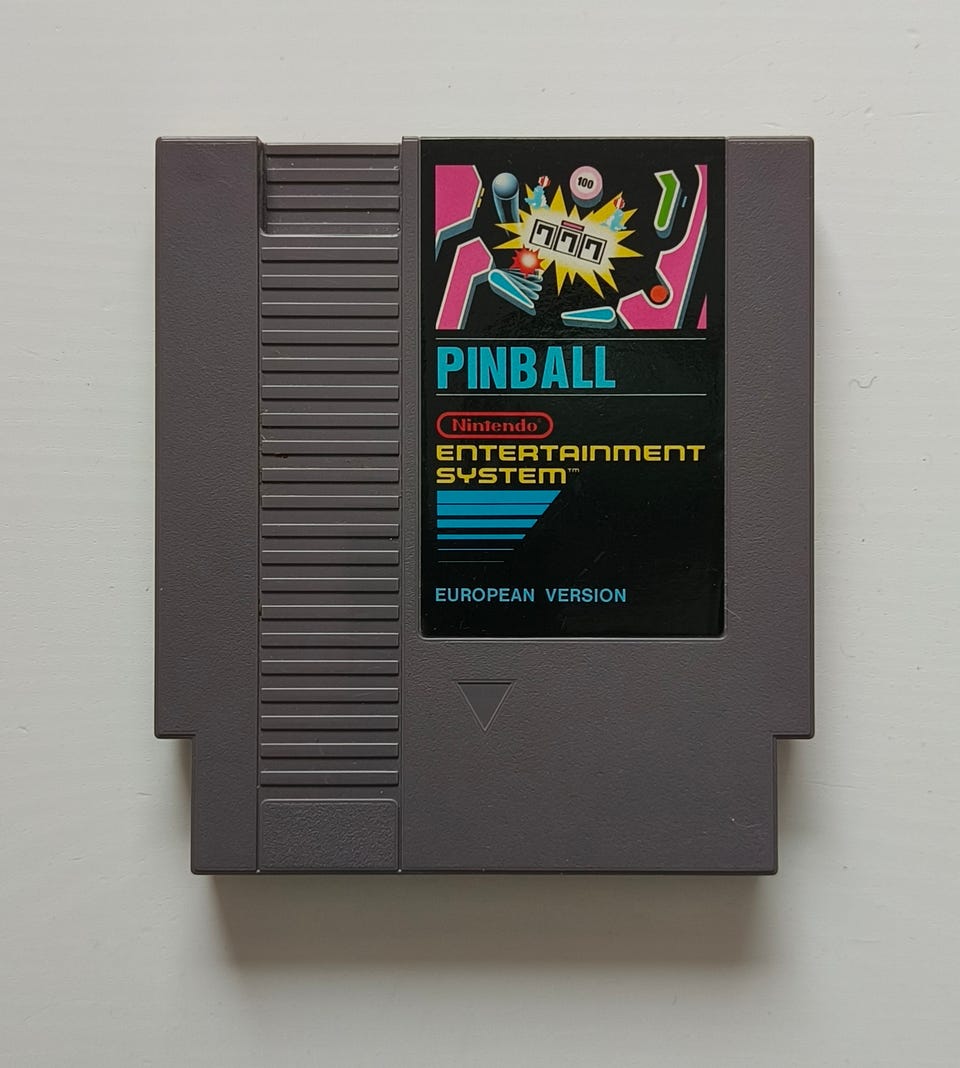 100
777
PINBALL
Nintendo®
ENTERTAINMENT
SYSTEM™
EUROPEAN VERSION